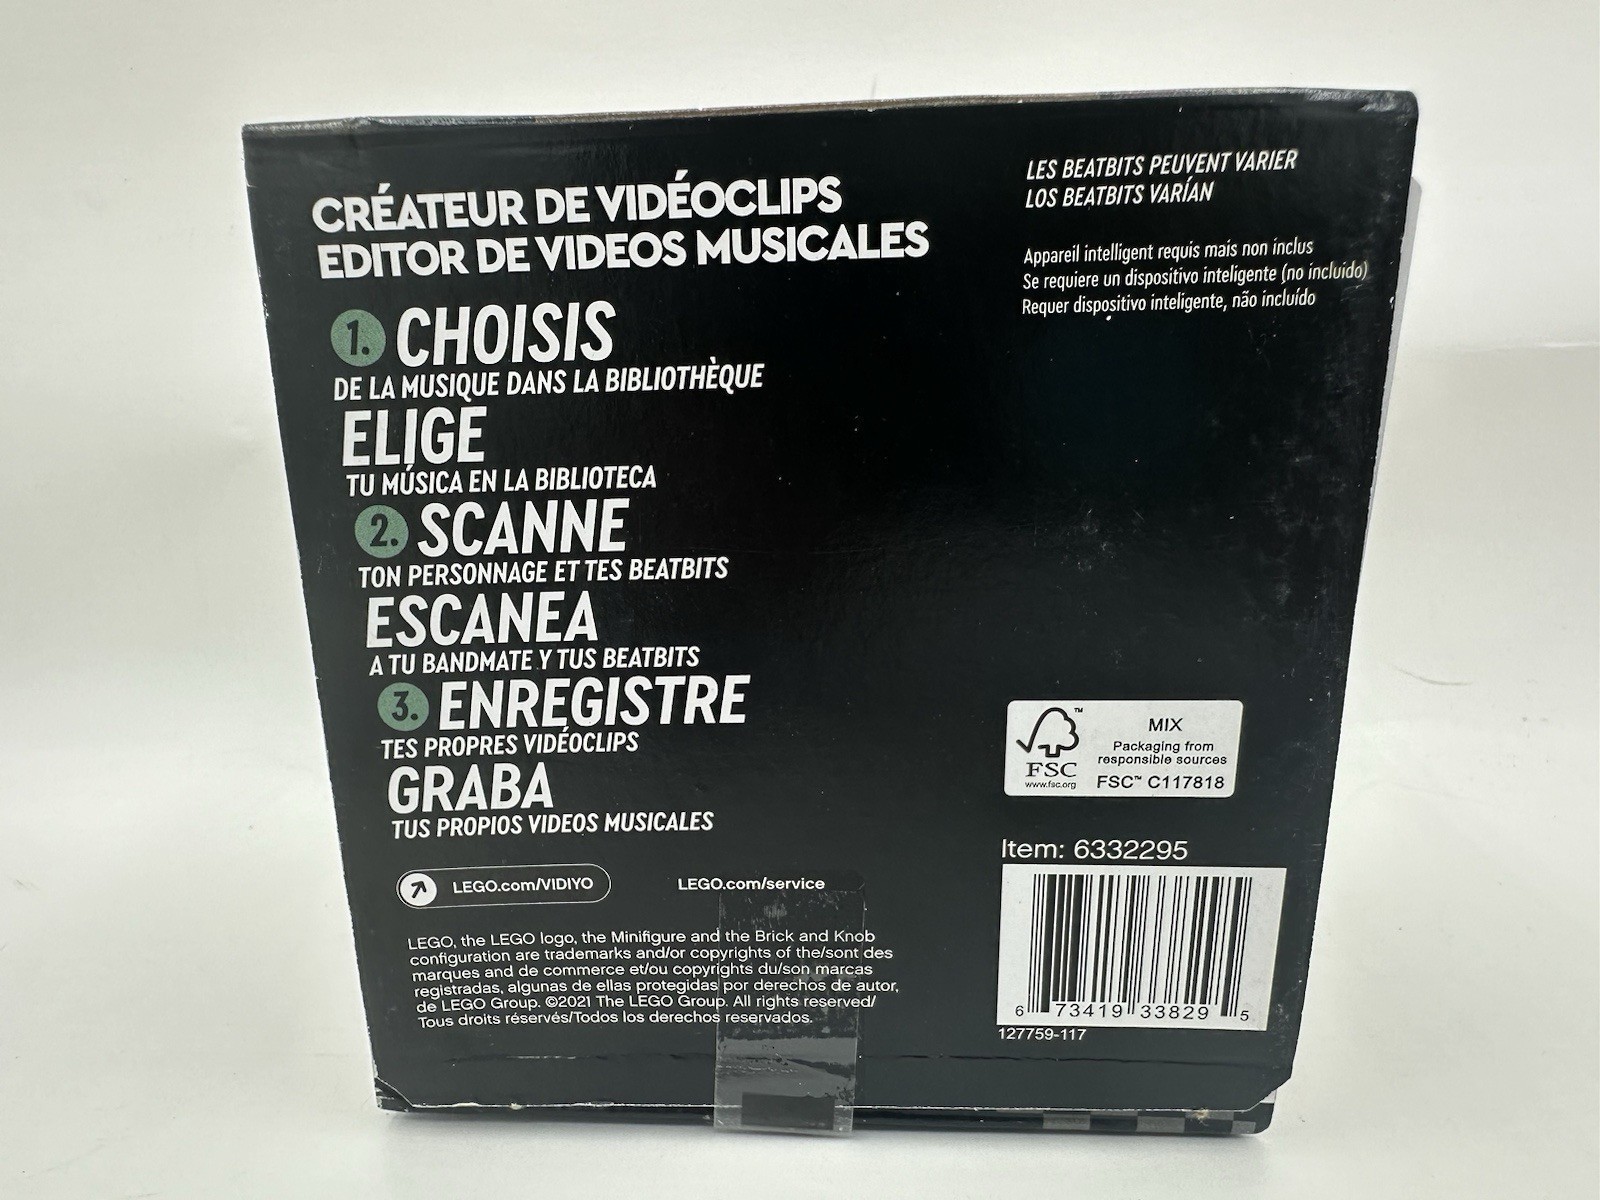 CRÉATEUR DE VIDÉOCLIPS
EDITOR DE VIDEOS MUSICALES
1. CHOISIS
DE LA MUSIQUE DANS LA BIBLIOTHÈQUE
ELIGE
TU MÚSICA EN LA BIBLIOTECA
2. SCANNE
TON PERSONNAGE ET TES BEATBITS
ESCANEA
A TU BANDMATE Y TUS BEATBITS
3. ENREGISTRE
TES PROPRES VIDÉOCLIPS
GRABA
TUS PROPIOS VIDEOS MUSICALES
LEGO.com/VIDIYO
LEGO.com/service
LEGO, the LEGO logo, the Minifigure and the Brick and Knob
configuration are trademarks and/or copyrights of the/sont des
marques and de commerce et/ou copyrights du/son marcas
registradas, algunas de ellas protegidas por derechos de autor,
de LEGO Group. ©2021 The LEGO Group. All rights reserved/
Tous droits réservés/Todos los derechos reservados.
LES BEATBITS PEUVENT VARIER
LOS BEATBITS VARÍAN
Appareil intelligent requis mais non inclus
Se requiere un dispositivo inteligente (no incluido)
Requer dispositivo inteligente, não incluído
FSC
www.fsc.org
MIX
Packaging from
responsible sources
FSC™ C117818
Item: 6332295
6 73419 33829 5
127759-117